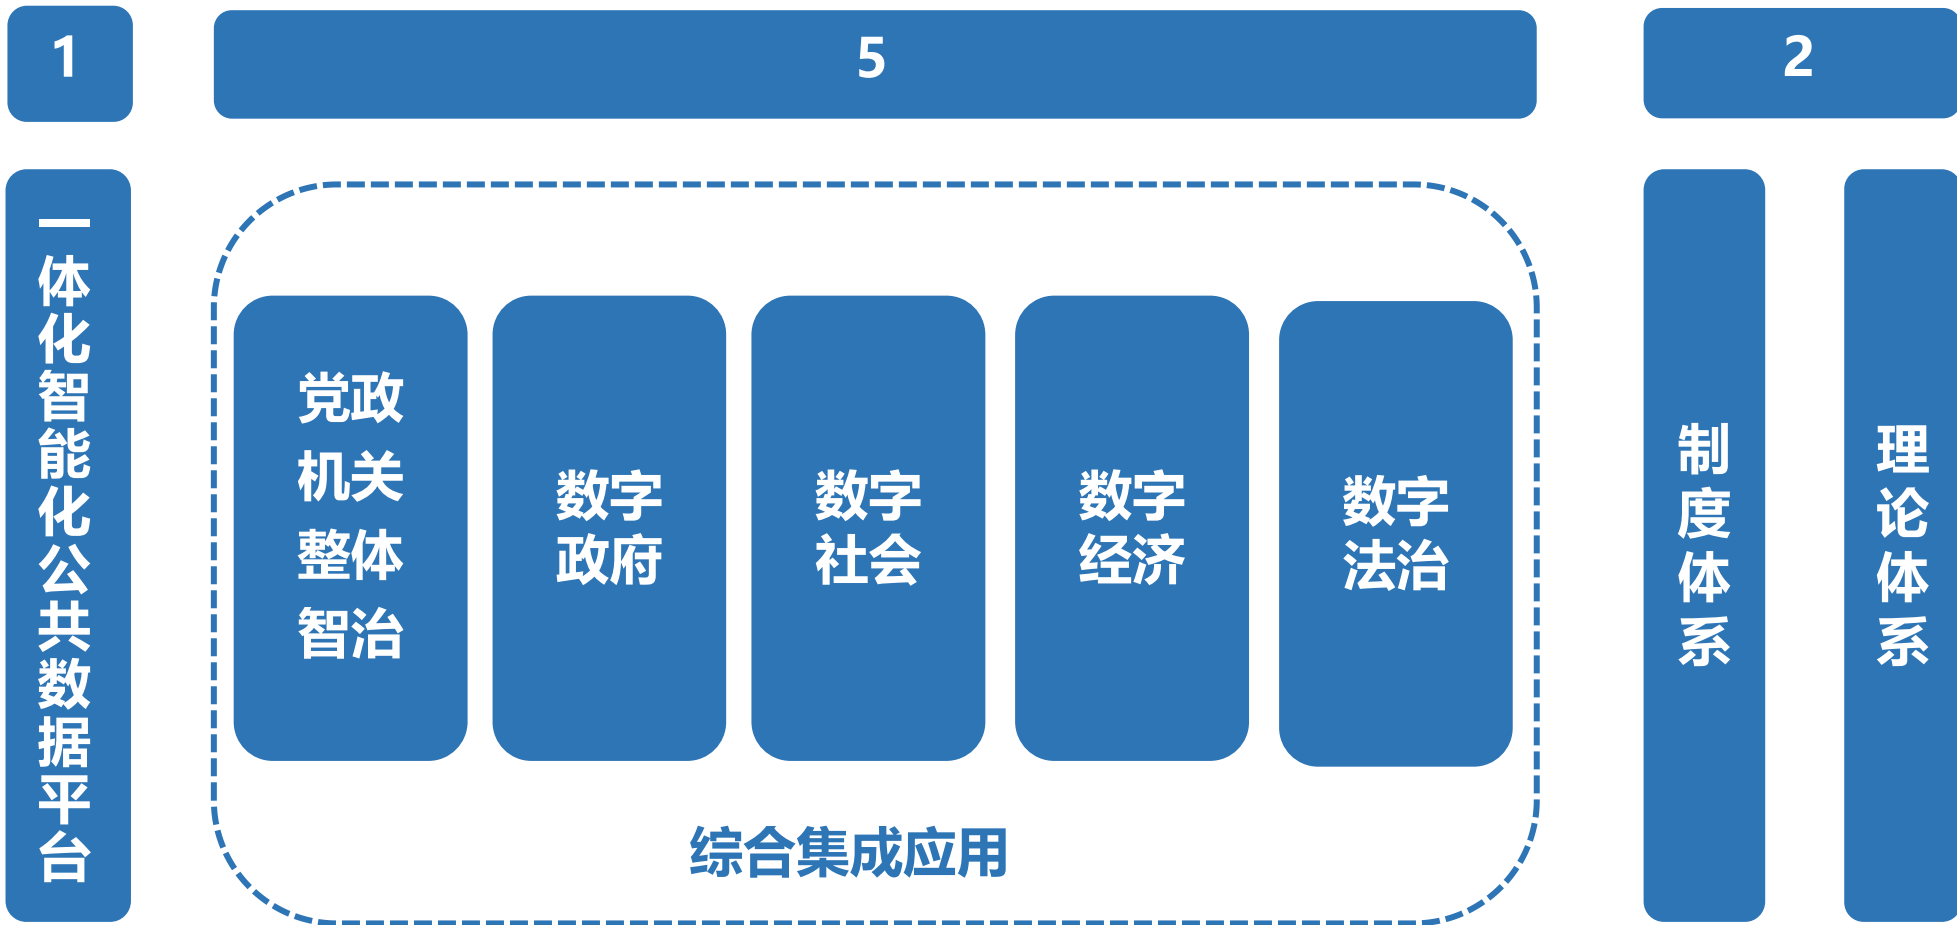 1
5
2
一体化智能化公共数据平台
党政
机关
整体
智治
数字
政府
数字
社会
数字
经济
数字
法治
综合集成应用
制度体系
理论体系